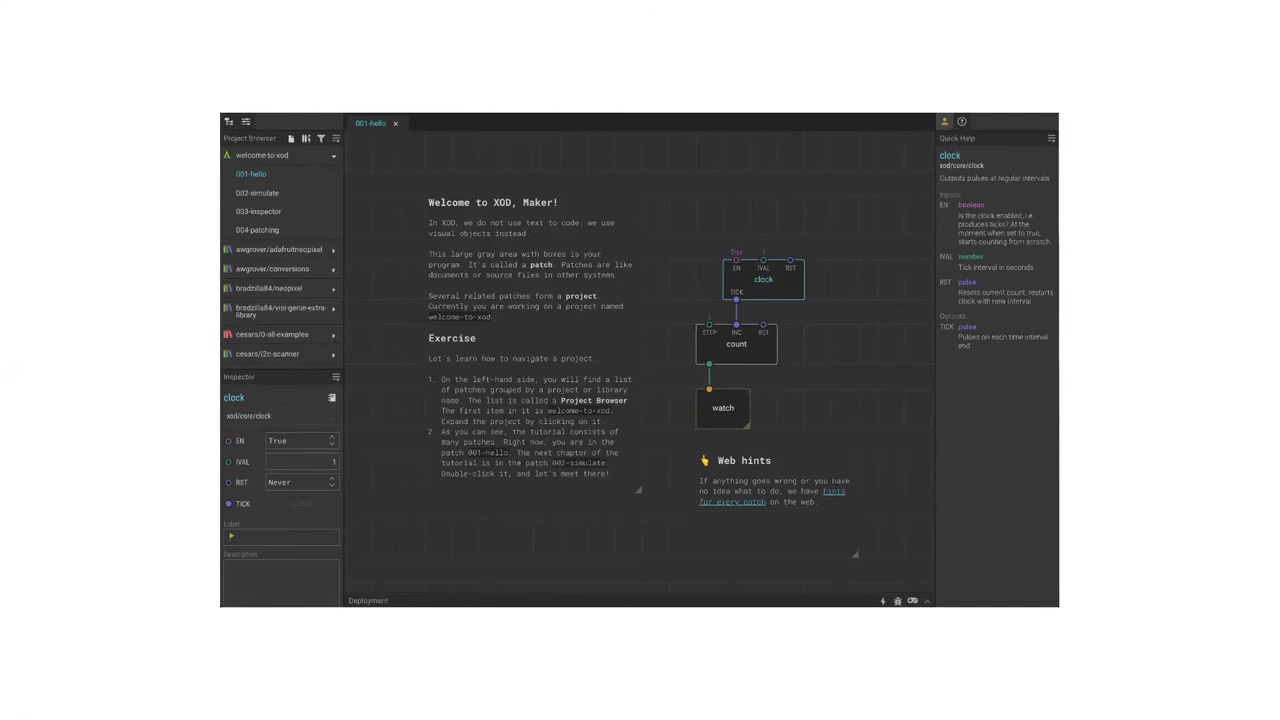 Project Browser
welcome-to-xod
001-hello
002-simulate
003-inspector
004-patching
awgrover/adafruitneopixel
awgrover/conversions
bradzilla84/neopixel
bradzilla84/visi-genie-extra-
library
cesars/0-all-examples
cesars/i2c-scanner
Inspector
clock
xod/core/clock
EN True
IVAL 1
RST Never
TICK
Label
Description
001-hello
Welcome to XOD, Maker!
In XOD, we do not use text to code, we use
visual objects instead.
This large gray area with boxes is your
program. It's called a patch. Patches are like
documents or source files in other systems
Several related patches form a project.
Currently you are working on a project named
welcome-to-xod.
Exercise
Let's learn how to navigate a project.
1. On the left-hand side, you will find a list
of patches grouped by a project or library
name. The list is called a Project Browser
The first item in it is welcome-to-xod.
Expand the project by clicking on it.
2. As you can see, the tutorial consists of
many patches. Right now, you are in the
patch 001-hello. The next chapter of the
tutorial is in the patch 002-simulate.
Double-click it, and let's meet there!
True 1
EN IVAL RST
clock
TICK
1
STEP INC RST
count
watch
👆 Web hints
If anything goes wrong or you have
no idea what to do, we have hints
for every patch on the web.
Deployment
Quick Help
clock
xod/core/clock
Outputs pulses at regular intervals
Inputs:
EN boolean
Is the clock enabled, i.e.
produces ticks? At the
moment when set to true,
starts counting from scratch
IVAL number
Tick interval in seconds
RST pulse
Resets current count, restarts
clock with new interval
Outputs:
TICK pulse
Pulses on each time interval
end